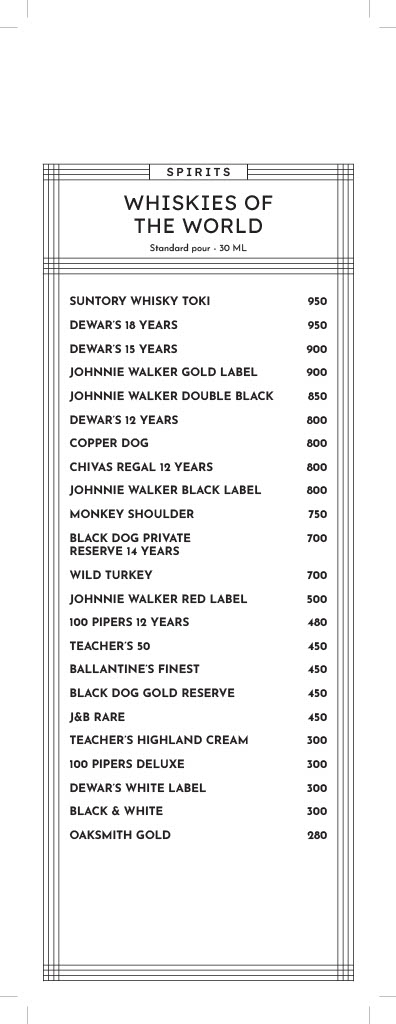 SPIRITS
WHISKIES OF
THE WORLD
Standard pour - 30 ML
SUNTORY WHISKY TOKI 950
DEWAR'S 18 YEARS 950
DEWAR'S 15 YEARS 900
JOHNNIE WALKER GOLD LABEL 900
JOHNNIE WALKER DOUBLE BLACK 850
DEWAR'S 12 YEARS 800
COPPER DOG 800
CHIVAS REGAL 12 YEARS 800
JOHNNIE WALKER BLACK LABEL 800
MONKEY SHOULDER 750
BLACK DOG PRIVATE 700
RESERVE 14 YEARS
WILD TURKEY 700
JOHNNIE WALKER RED LABEL 500
100 PIPERS 12 YEARS 480
TEACHER'S 50 450
BALLANTINE'S FINEST 450
BLACK DOG GOLD RESERVE 450
J&B RARE 450
TEACHER'S HIGHLAND CREAM 300
100 PIPERS DELUXE 300
DEWAR'S WHITE LABEL 300
BLACK & WHITE 300
OAKSMITH GOLD 280